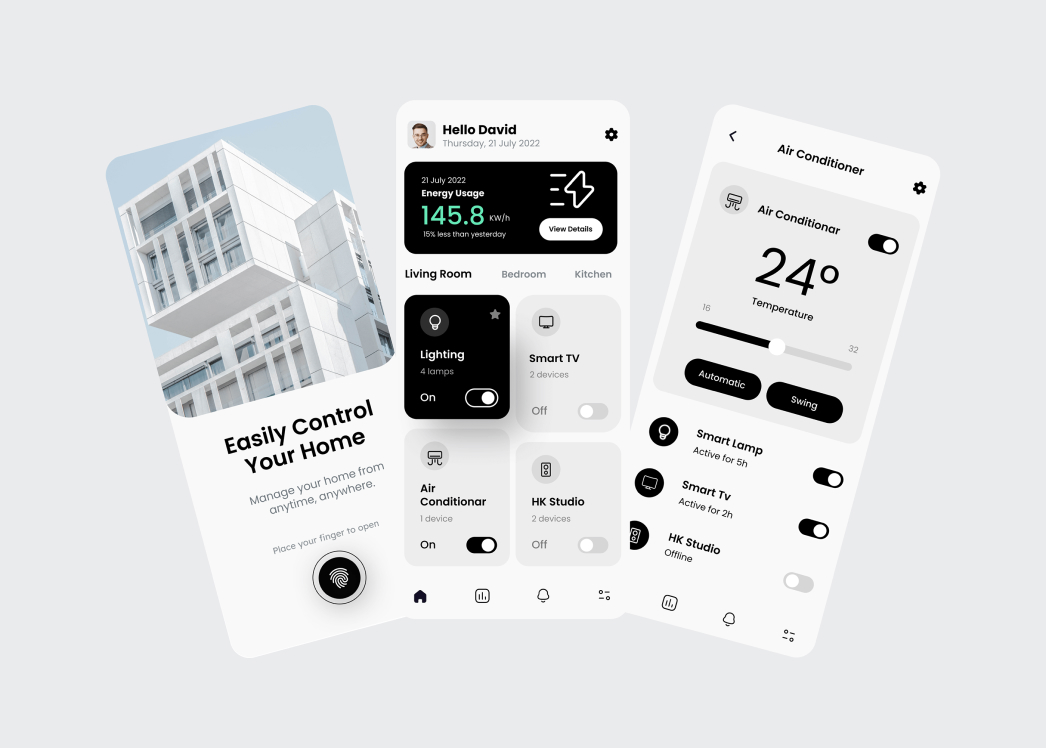 Easily Control
Your Home
Manage your home from
anytime, anywhere.
Place your finger to open
Hello David
Thursday, 21 July 2022
21 July 2022
Energy Usage
145.8 KW/h
15% less than yesterday
View Details
Living Room Bedroom Kitchen
Lighting
4 lamps
On
Smart TV
2 devices
Off
Air
Conditionar
1 device
On
HK Studio
2 devices
Off
Air Conditioner
Air Conditionar
24°
Temperature
16
32
Automatic
Swing
Smart Lamp
Active for 5h
Smart Tv
Active for 2h
HK Studio
Offline